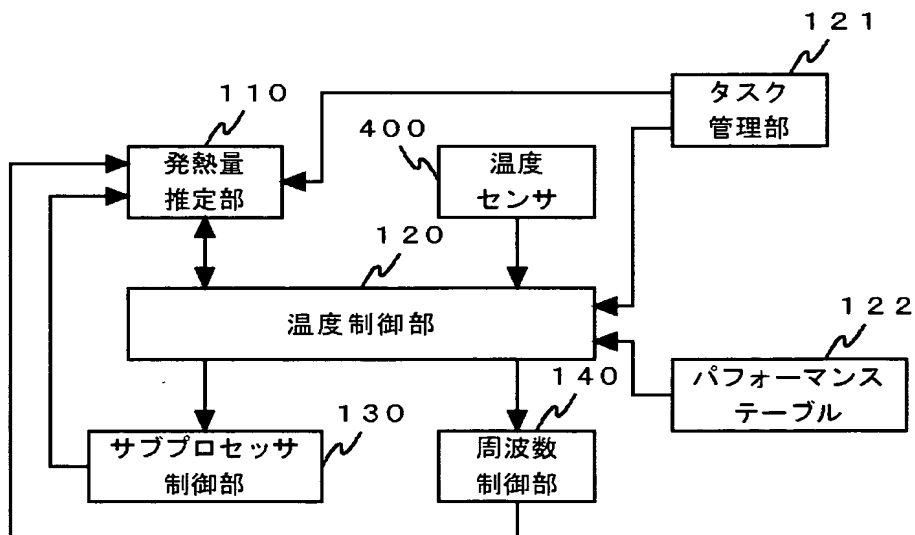 121
タスク
管理部
110
発熱量
推定部
400
温度
センサ
120
温度制御部
122
パフォーマンス
テーブル
130
サブプロセッサ
制御部
140
周波数
制御部